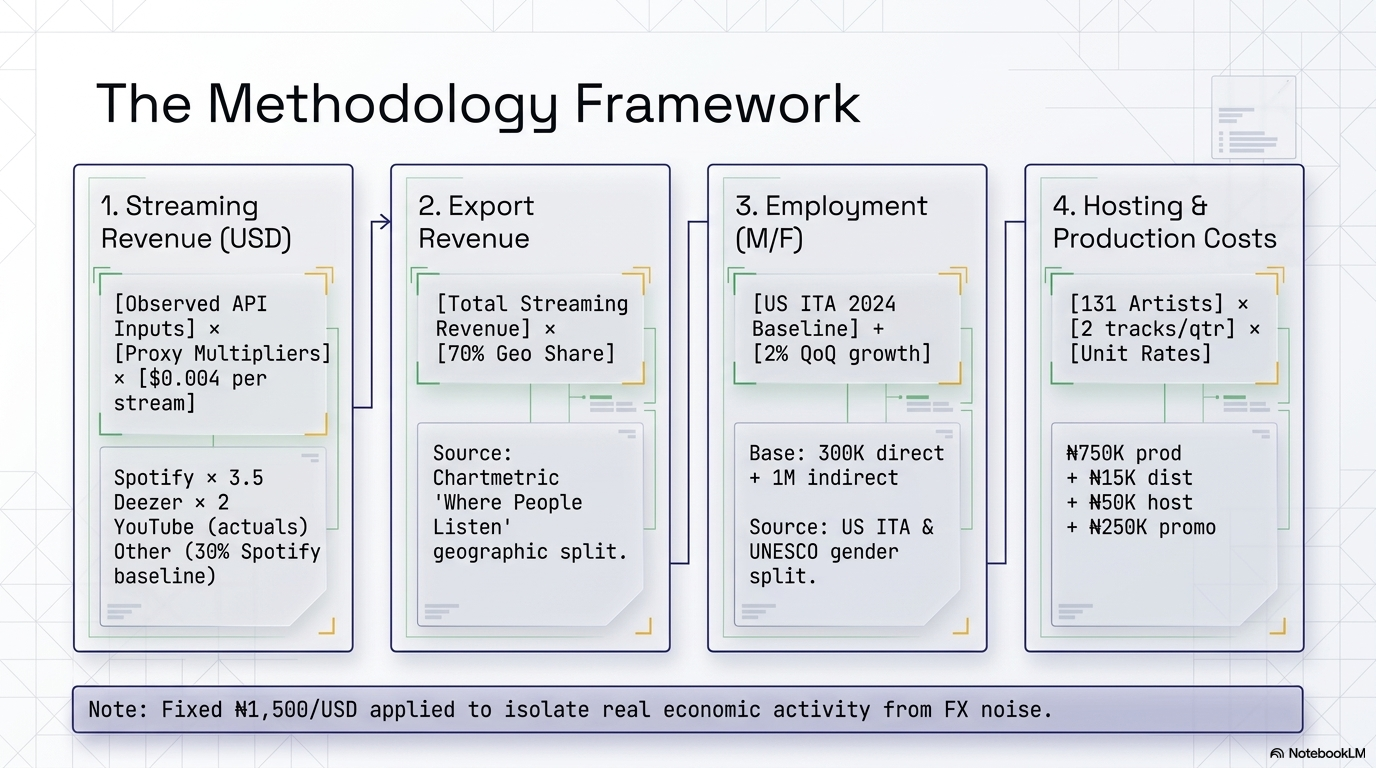 The Methodology Framework
1. Streaming
Revenue (USD)
[Observed API
Inputs] ×
[Proxy Multipliers]
× [$0.004 per
stream]
Spotify × 3.5
Deezer × 2
YouTube (actuals)
Other (30% Spotify
baseline)
2. Export
Revenue
[Total Streaming
Revenue] ×
[70% Geo Share]
Source:
Chartmetric
'Where People
Listen'
geographic split.
3. Employment
(M/F)
[US ITA 2024
Baseline] +
[2% QoQ growth]
Base: 300K direct
+ 1M indirect
Source: US ITA &
UNESCO gender
split.
4. Hosting &
Production Costs
[131 Artists] ×
[2 tracks/qtr] ×
[Unit Rates]
₦750K prod
+ ₦15K dist
+ ₦50K host
+ ₦250K promo
Note: Fixed ₦1,500/USD applied to isolate real economic activity from FX noise.
NotebookLM